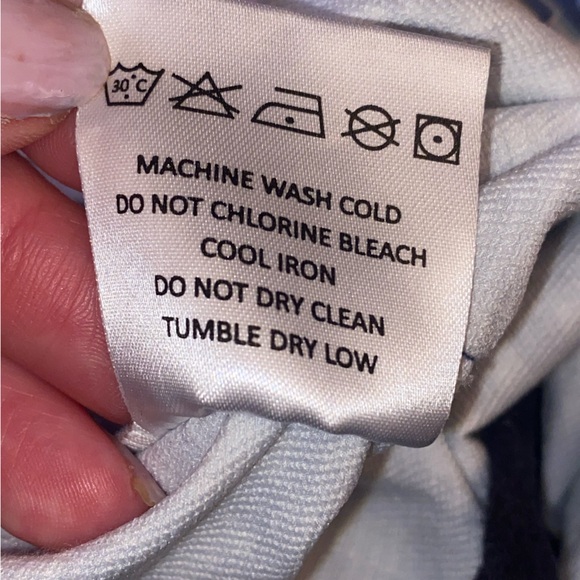 30°C
MACHINE WASH COLD
DO NOT CHLORINE BLEACH
COOL IRON
DO NOT DRY CLEAN
TUMBLE DRY LOW